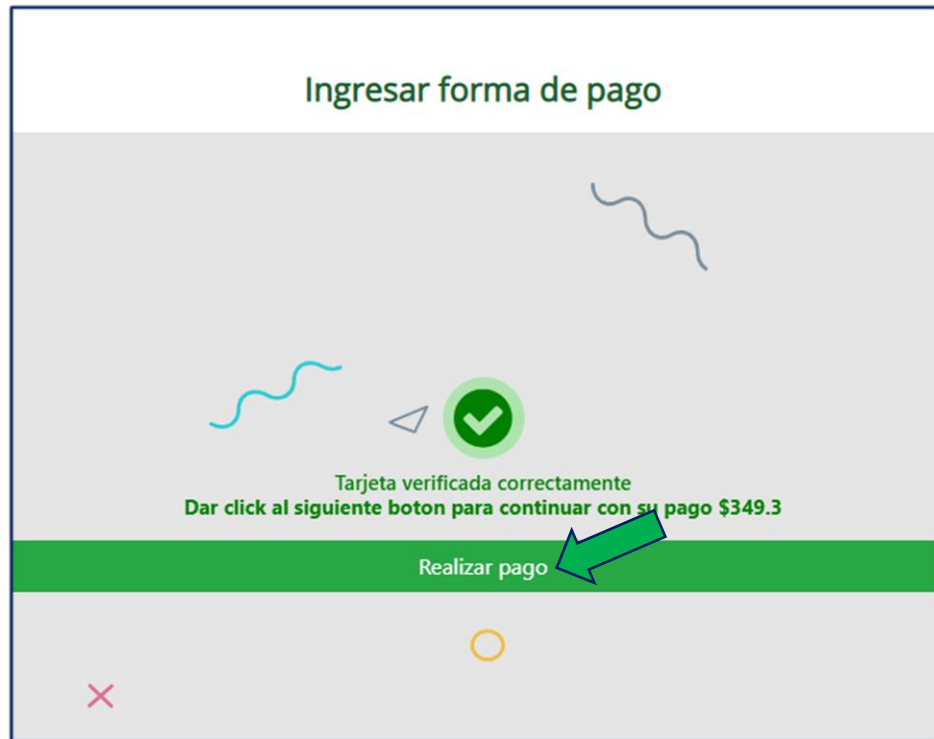 Ingresar forma de pago
Tarjeta verificada correctamente
Dar click al siguiente boton para continuar con su pago $349.3
Realizar pago